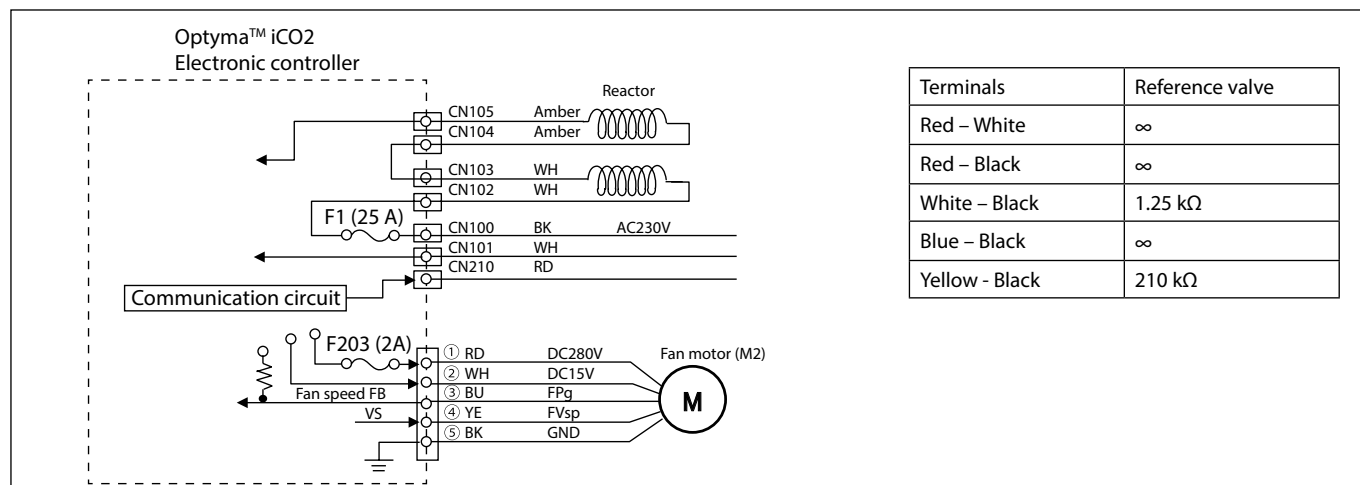 Optyma™ iCO2
Electronic controller
Reactor
CN105 Amber
CN104 Amber
CN103 WH
CN102 WH
F1 (25 A)
CN100 BK AC230V
CN101 WH
CN210 RD
Communication circuit
F203 (2A)
① RD DC280V
② WH DC15V
Fan speed FB
③ BU FPg
VS
④ YE FVsp
⑤ BK GND
Fan motor (M2)
M
Terminals Reference valve
Red – White ∞
Red – Black ∞
White – Black 1.25 kΩ
Blue – Black ∞
Yellow - Black 210 kΩ